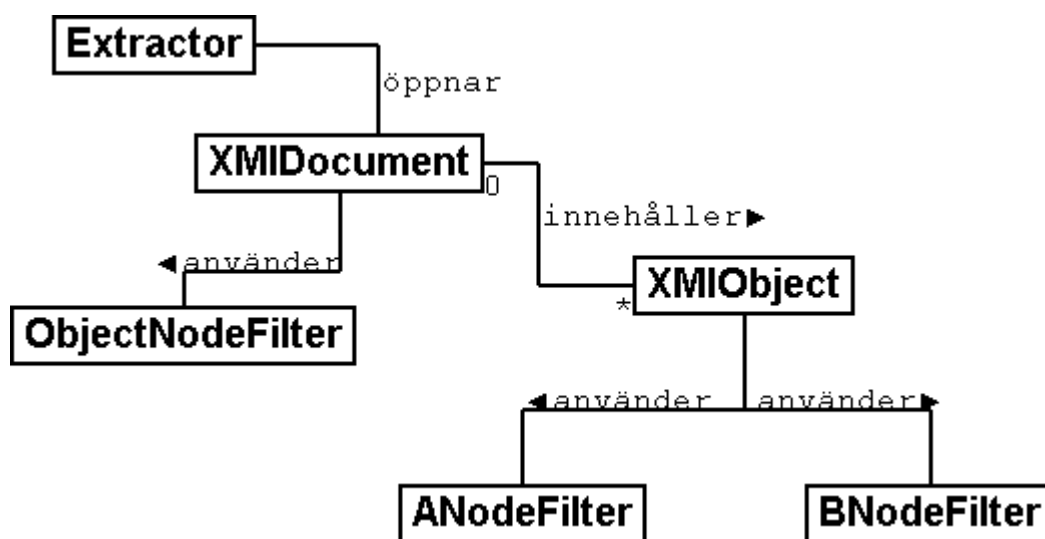 Extractor
öppnar
XMIDocument
0
innehåller►
◄använder
XMIObject
*
ObjectNodeFilter
◄använder använder►
ANodeFilter BNodeFilter